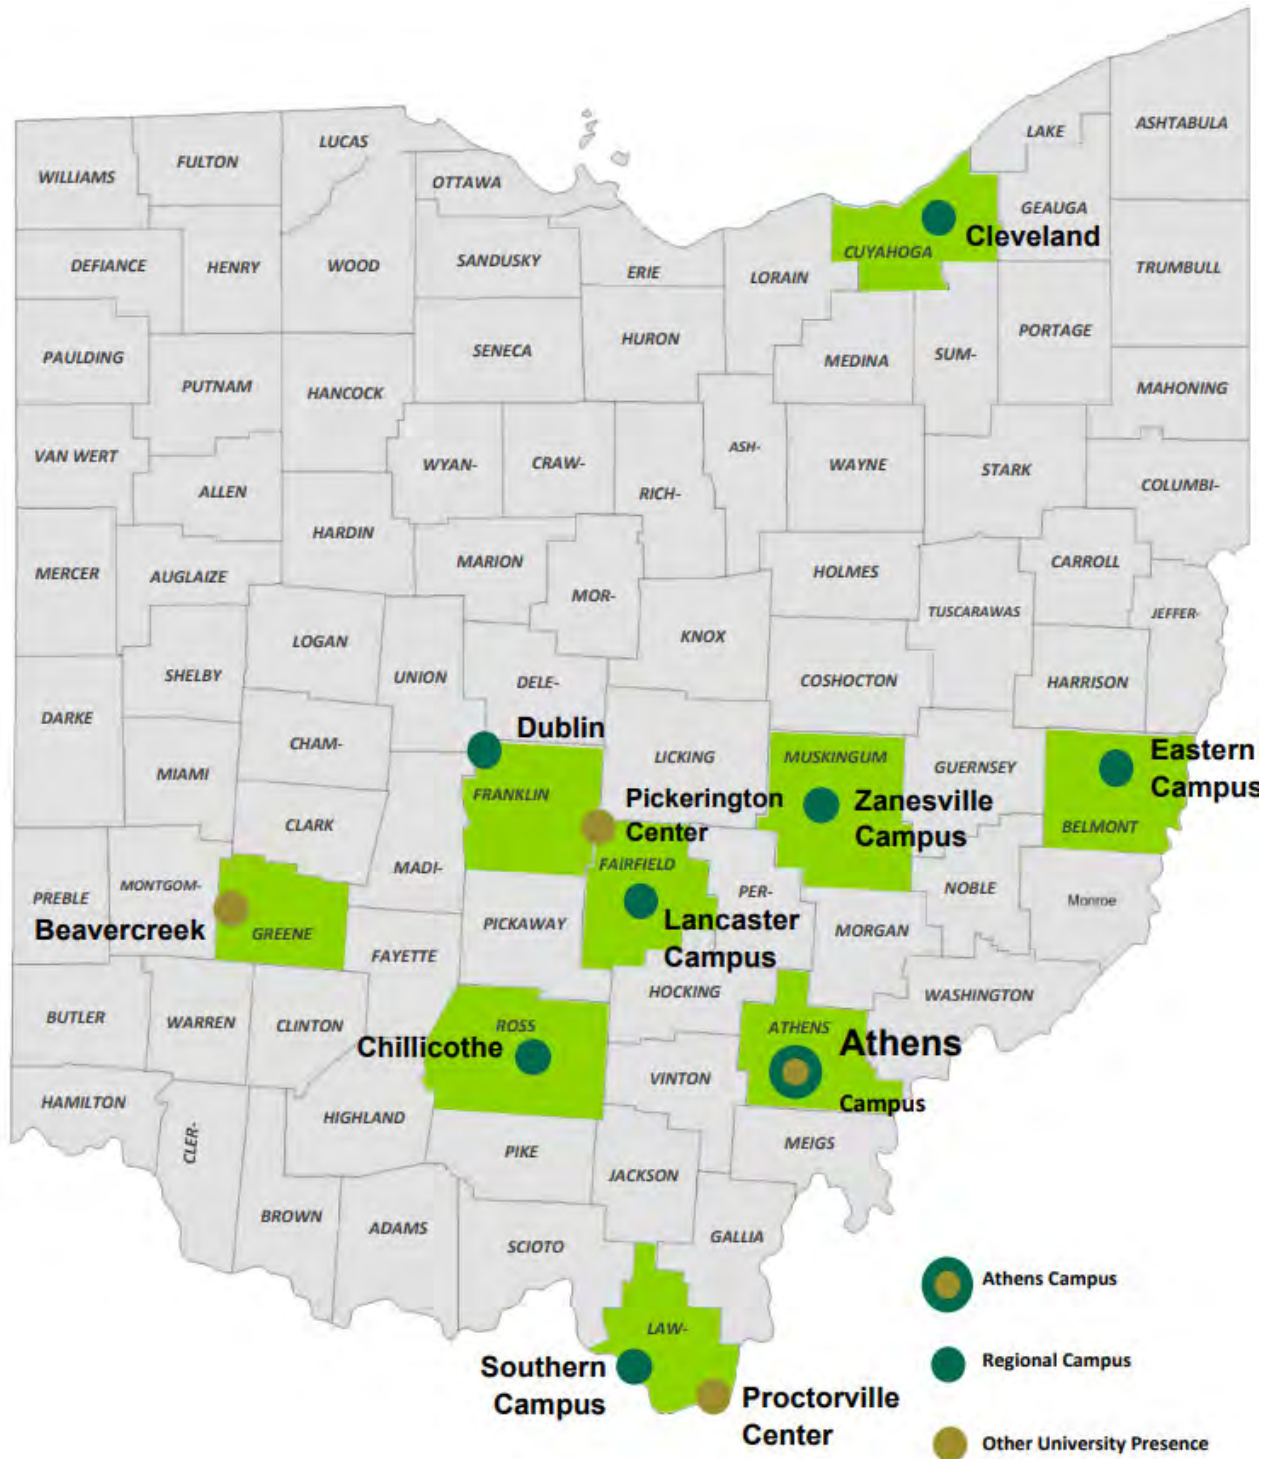 LAKE
ASHTABULA
LUCAS
FULTON
WILLIAMS
OTTAWA
GEAUGA
Cleveland
CUYAHOGA
DEFIANCE
HENRY
WOOD
SANDUSKY
ERIE
LORAIN
TRUMBULL
PAULDING
PUTNAM
HANCOCK
SENECA
HURON
MEDINA
SUM-
PORTAGE
MAHONING
VAN WERT
ALLEN
WYAN-
CRAW-
RICH-
ASH-
WAYNE
STARK
COLUMBI-
MERCER
AUGLAIZE
HARDIN
MARION
MOR-
HOLMES
TUSCARAWAS
CARROLL
JEFFER-
LOGAN
UNION
DELE-
KNOX
COSHOCTON
HARRISON
SHELBY
DARKE
CHAM-
MIAMI
Dublin
FRANKLIN
LICKING
MUSKINGUM
GUERNSEY
Eastern
Campus
BELMONT
Pickerington
Center
Zanesville
Campus
CLARK
MADI-
FAIRFIELD
PREBLE
MONTGOM-
Beavercreek
GREENE
FAYETTE
PICKAWAY
Lancaster
Campus
PER-
MORGAN
NOBLE
Monroe
HOCKING
WASHINGTON
BUTLER
WARREN
CLINTON
ROSS
Chillicothe
ATHENS
Athens
Campus
VINTON
HAMILTON
CLER-
HIGHLAND
PIKE
JACKSON
MEIGS
BROWN
ADAMS
SCIOTO
GALLIA
LAW-
Southern
Campus
Proctorville
Center
Athens Campus
Regional Campus
Other University Presence